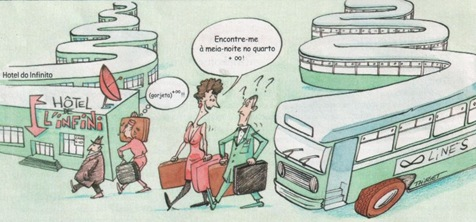 Encontre-me
à meia-noite no quarto
+ ∞!
Hotel do Infinito
(gorjeta)+∞!!
HÔTEL
L'INFINI
???
∞ LINE'S